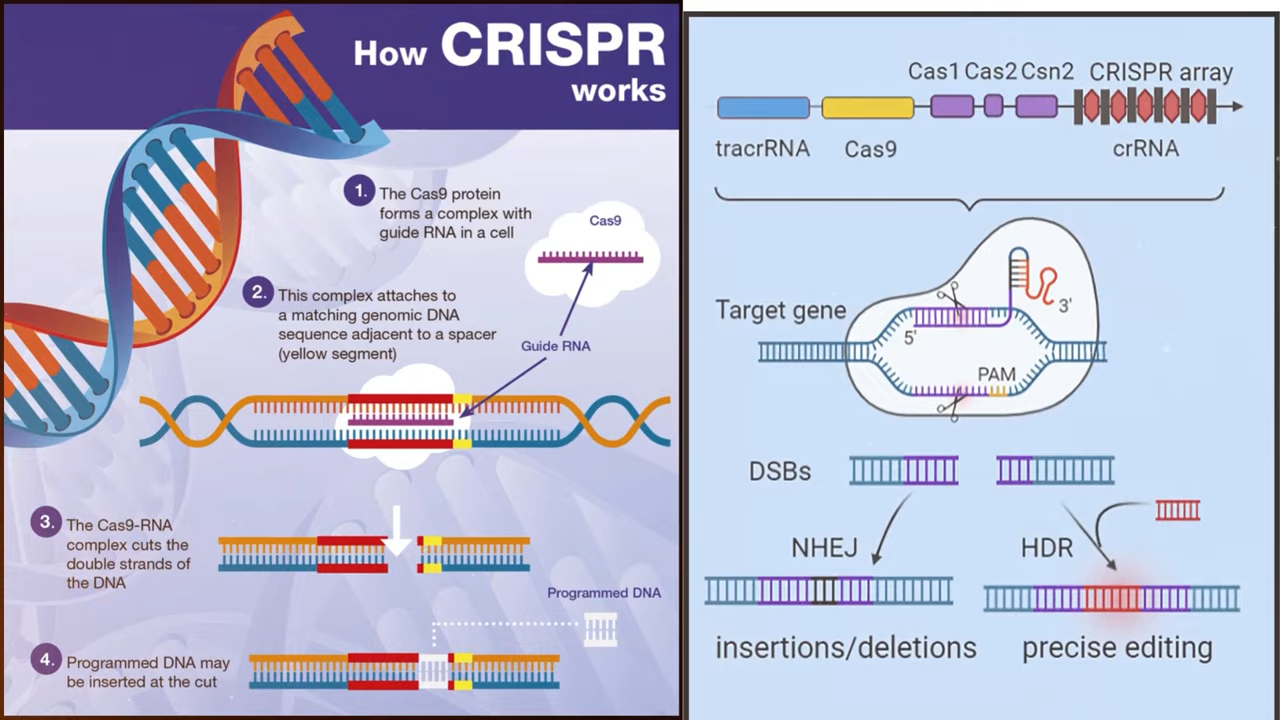 How CRISPR
works
1.
The Cas9 protein
forms a complex with
guide RNA in a cell
Cas9
2.
This complex attaches to
a matching genomic DNA
sequence adjacent to a spacer
(yellow segment)
Guide RNA
3.
The Cas9-RNA
complex cuts the
double strands of
the DNA
Programmed DNA
4.
Programmed DNA may
be inserted at the cut
Cas1 Cas2 Csn2 CRISPR array
tracrRNA Cas9 crRNA
Target gene
3'
5'
PAM
DSBs
NHEJ HDR
insertions/deletions precise editing